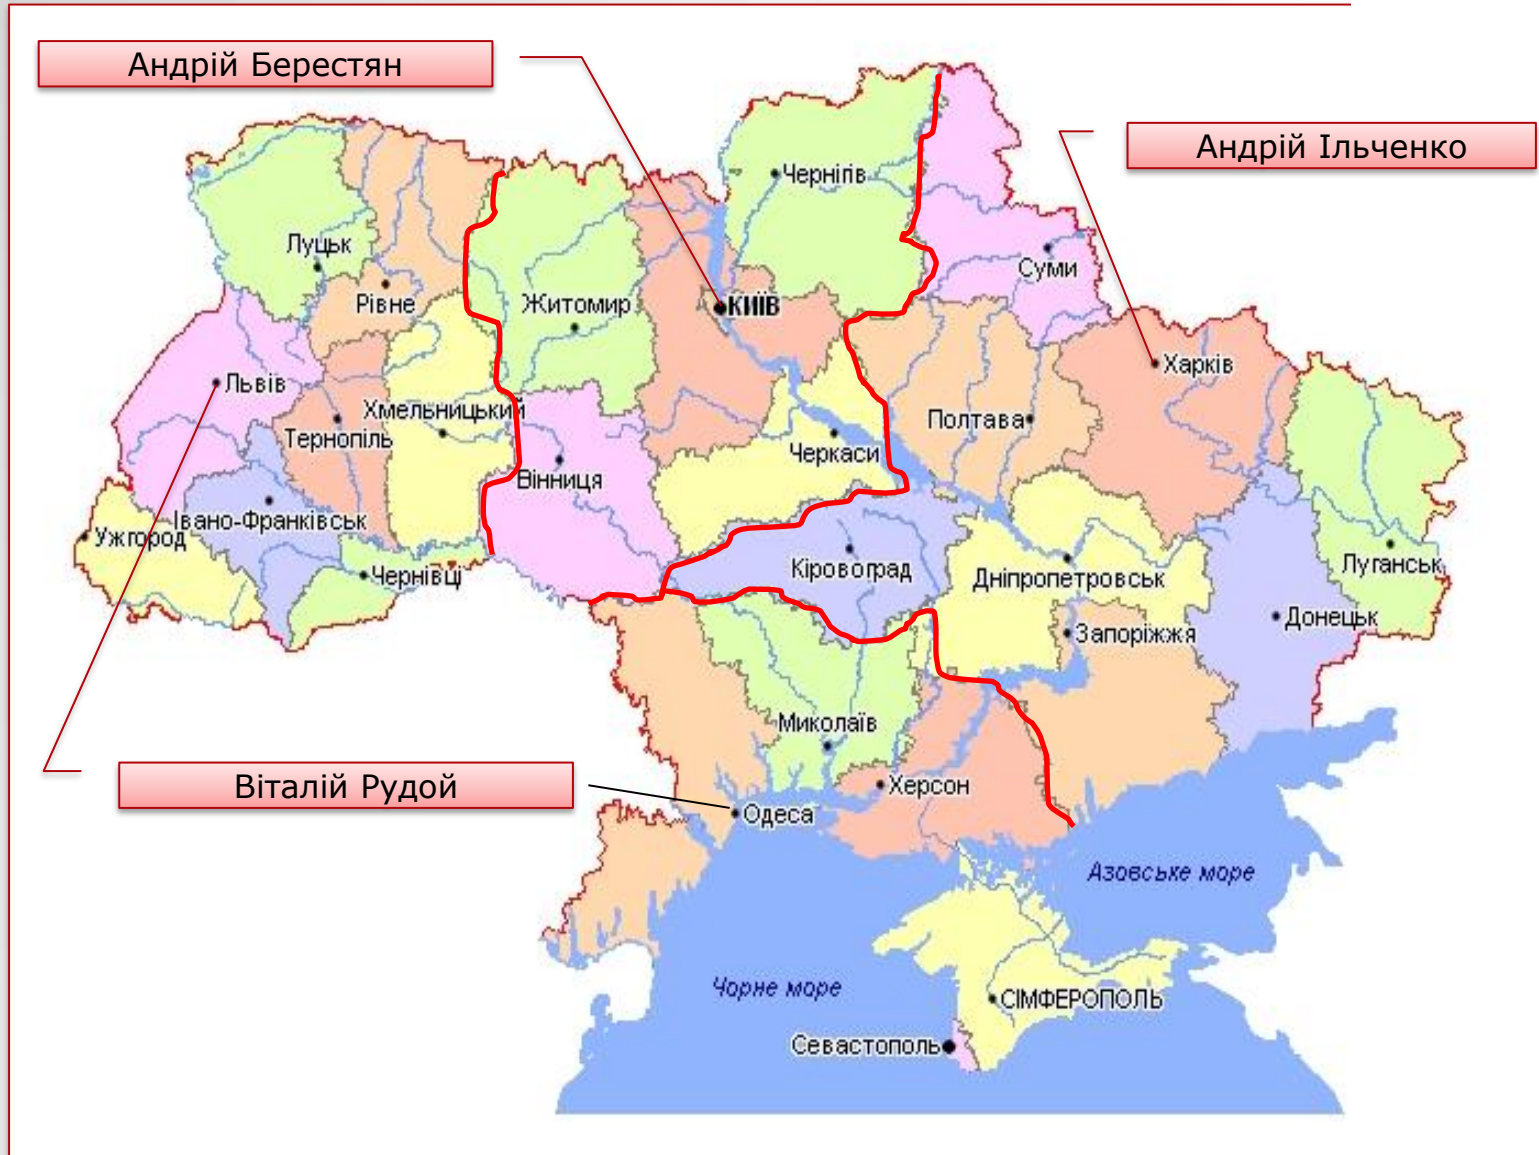 Андрій Берестян
Андрій Ільченко
Чернігів
Луцьк
Суми
Рівне
Житомир
КИЇВ
Харків
Львів
Хмельницький
Полтава
Тернопіль
Черкаси
Вінниця
Івано-Франківськ
Ужгород
Чернівці
Кіровоград
Дніпропетровськ
Луганськ
Донецьк
Запоріжжя
Миколаїв
Віталій Рудой
Херсон
Одеса
Азовське море
Чорне море
СІМФЕРОПОЛЬ
Севастополь